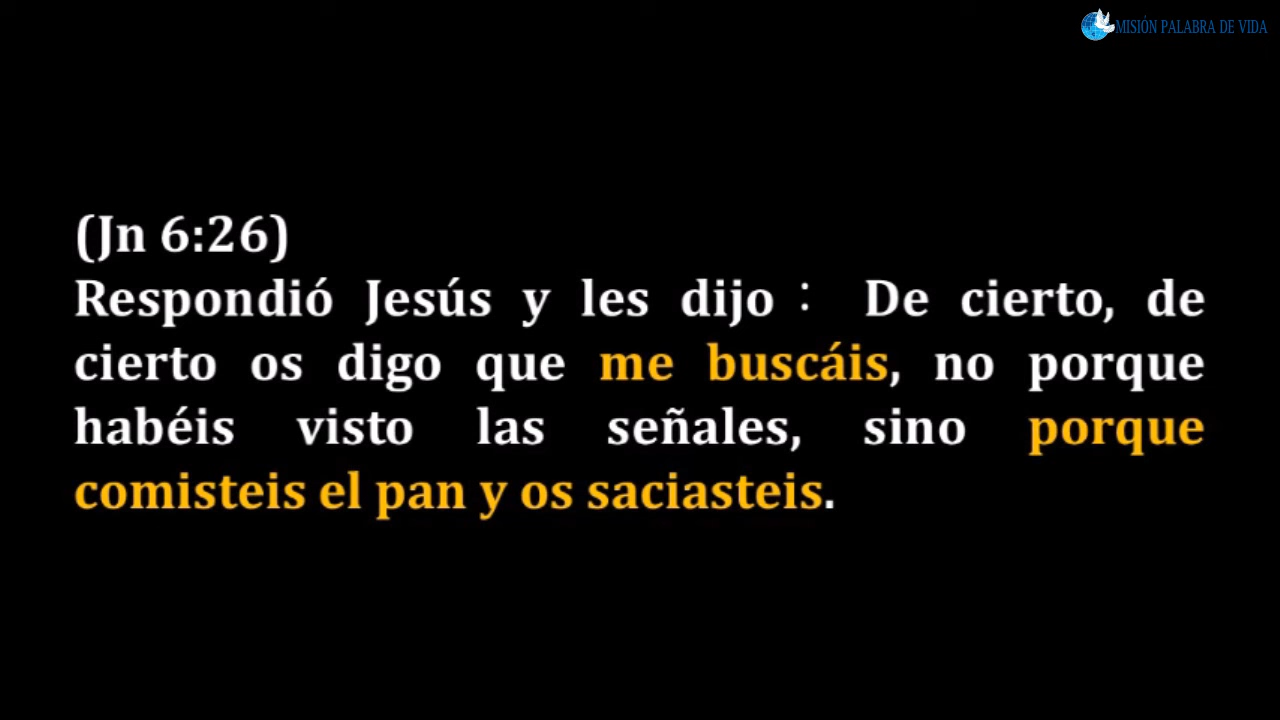 MISIÓN PALABRA DE VIDA
(Jn 6:26)
Respondió Jesús y les dijo： De cierto, de
cierto os digo que me buscáis, no porque
habéis visto las señales, sino porque
comisteis el pan y os saciasteis.